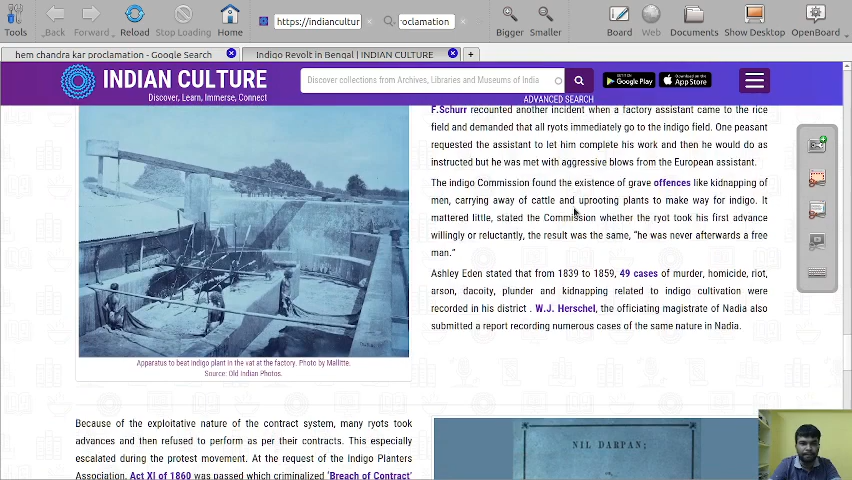 Tools
Back
Forward
Reload
Stop Loading
Home
https://indiancultur
roclamation
Bigger
Smaller
Board
Web
Documents
Show Desktop
OpenBoard
hem chandra kar proclamation - Google Search
Indigo Revolt in Bengal | INDIAN CULTURE
INDIAN CULTURE
Discover, Learn, Immerse, Connect
Discover collections from Archives, Libraries and Museums of India
GET IT ON
Google Play
Download on the
App Store
ADVANCED SEARCH
F.Schurr recounted another incident when a factory assistant came to the rice
field and demanded that all ryots immediately go to the indigo field. One peasant
requested the assistant to let him complete his work and then he would do as
instructed but he was met with aggressive blows from the European assistant.
The indigo Commission found the existence of grave offences like kidnapping of
men, carrying away of cattle and uprooting plants to make way for indigo. It
mattered little, stated the Commission whether the ryot took his first advance
willingly or reluctantly, the result was the same, “he was never afterwards a free
man.”
Ashley Eden stated that from 1839 to 1859, 49 cases of murder, homicide, riot,
arson, dacoity, plunder and kidnapping related to indigo cultivation were
recorded in his district . W.J. Herschel, the officiating magistrate of Nadia also
submitted a report recording numerous cases of the same nature in Nadia.
Apparatus to beat indigo plant in the vat at the factory. Photo by Mallitte.
Source: Old Indian Photos.
Because of the exploitative nature of the contract system, many ryots took
advances and then refused to perform as per their contracts. This especially
escalated during the protest movement. At the request of the Indigo Planters
Association, Act XI of 1860 was passed which criminalized ‘Breach of Contract’
NIL DARPAN;